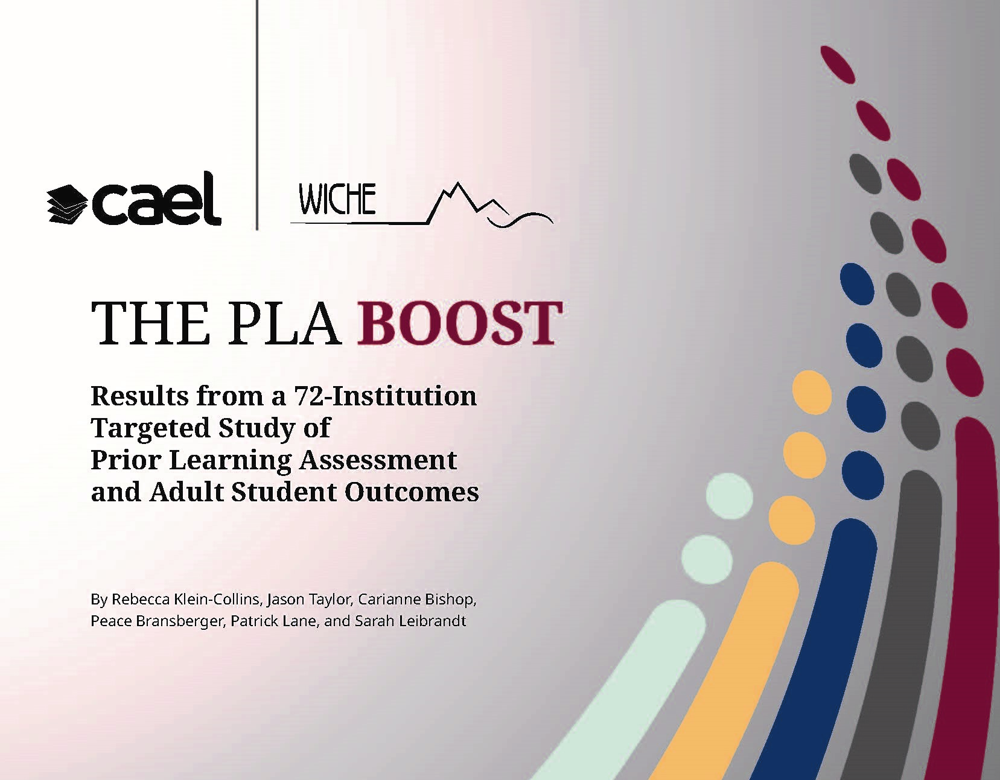 cael
WICHE
THE PLA BOOST
Results from a 72-Institution
Targeted Study of
Prior Learning Assessment
and Adult Student Outcomes
By Rebecca Klein-Collins, Jason Taylor, Carianne Bishop,
Peace Bransberger, Patrick Lane, and Sarah Leibrandt